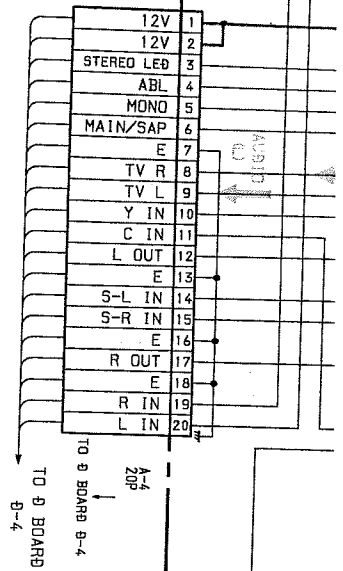 12V 1
12V 2
STEREO LED 3
ABL 4
MONO 5
MAIN/SAP 6
E 7
TV R 8
TV L 9
Y IN 10
C IN 11
L OUT 12
E 13
S-L IN 14
S-R IN 15
E 16
R OUT 17
E 18
R IN 19
L IN 20
AUDIO
(L)
A-4
20P
TO D BOARD D-4
TO D BOARD
D-4